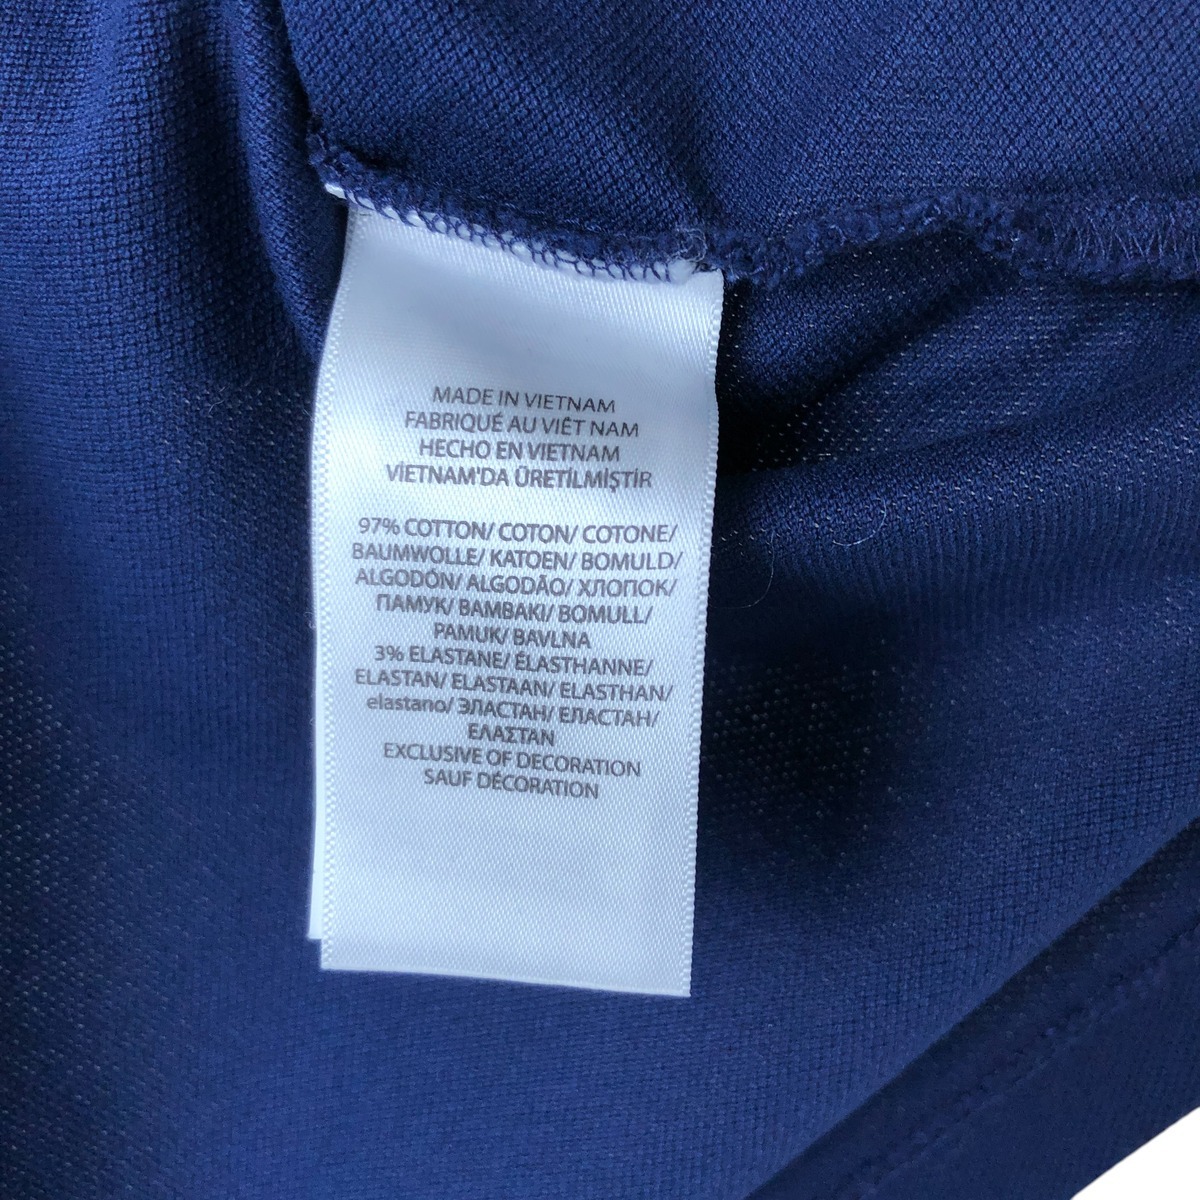 MADE IN VIETNAM
FABRIQUÉ AU VIÊT NAM
HECHO EN VIETNAM
VİETNAM'DA ÜRETİLMİŞTİR
97% COTTON/ COTON/ COTONE/
BAUMWOLLE/ KATOEN/ BOMULD/
ALGODÓN/ ALGODÃO/ ХЛОПОК/
ПАМУК/ BAMBAKI/ BOMULL/
PAMUK/ BAVLNA
3% ELASTANE/ ÉLASTHANNE/
ELASTAN/ ELASTAAN/ ELASTHAN/
elastano/ ЭЛАСТАН/ ЕЛАСТАН/
ΕΛΑΣΤΑΝ
EXCLUSIVE OF DECORATION
SAUF DÉCORATION